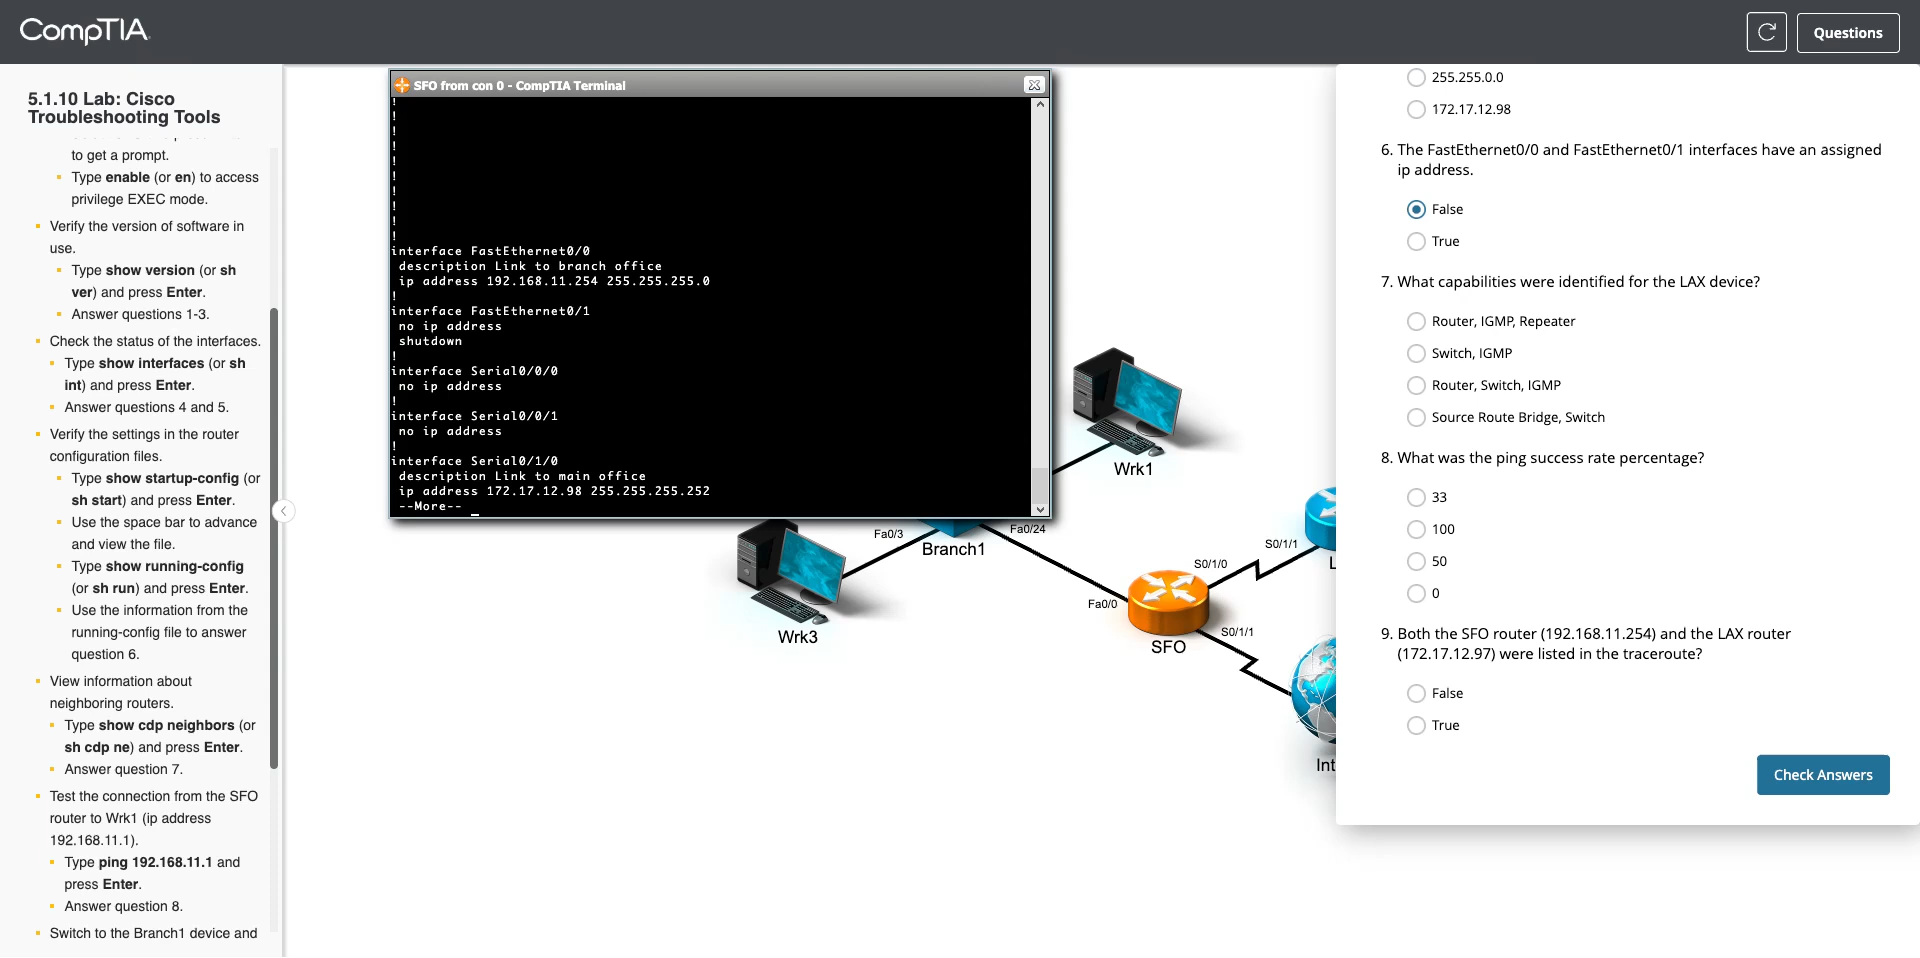 CompTIA.
Questions
5.1.10 Lab: Cisco
Troubleshooting Tools
to get a prompt.
Type enable (or en) to access
privilege EXEC mode.
Verify the version of software in
use.
Type show version (or sh
ver) and press Enter.
Answer questions 1-3.
Check the status of the interfaces.
Type show interfaces (or sh
int) and press Enter.
Answer questions 4 and 5.
Verify the settings in the router
configuration files.
Type show startup-config (or
sh start) and press Enter.
Use the space bar to advance
and view the file.
Type show running-config
(or sh run) and press Enter.
Use the information from the
running-config file to answer
question 6.
View information about
neighboring routers.
Type show cdp neighbors (or
sh cdp ne) and press Enter.
Answer question 7.
Test the connection from the SFO
router to Wrk1 (ip address
192.168.11.1).
Type ping 192.168.11.1 and
press Enter.
Answer question 8.
Switch to the Branch1 device and
SFO from con 0 - CompTIA Terminal
!
!
!
!
!
!
!
!
!
!
interface FastEthernet0/0
description Link to branch office
ip address 192.168.11.254 255.255.255.0
!
interface FastEthernet0/1
no ip address
shutdown
!
interface Serial0/0/0
no ip address
!
interface Serial0/0/1
no ip address
!
interface Serial0/1/0
description Link to main office
ip address 172.17.12.98 255.255.255.252
--More-- _
Wrk1
Fa0/3
Branch1
Fa0/24
Wrk3
Fa0/0
S0/1/0
S0/1/1
L
SFO
S0/1/1
Int
255.255.0.0
172.17.12.98
6. The FastEthernet0/0 and FastEthernet0/1 interfaces have an assigned
ip address.
False
True
7. What capabilities were identified for the LAX device?
Router, IGMP, Repeater
Switch, IGMP
Router, Switch, IGMP
Source Route Bridge, Switch
8. What was the ping success rate percentage?
33
100
50
0
9. Both the SFO router (192.168.11.254) and the LAX router
(172.17.12.97) were listed in the traceroute?
False
True
Check Answers